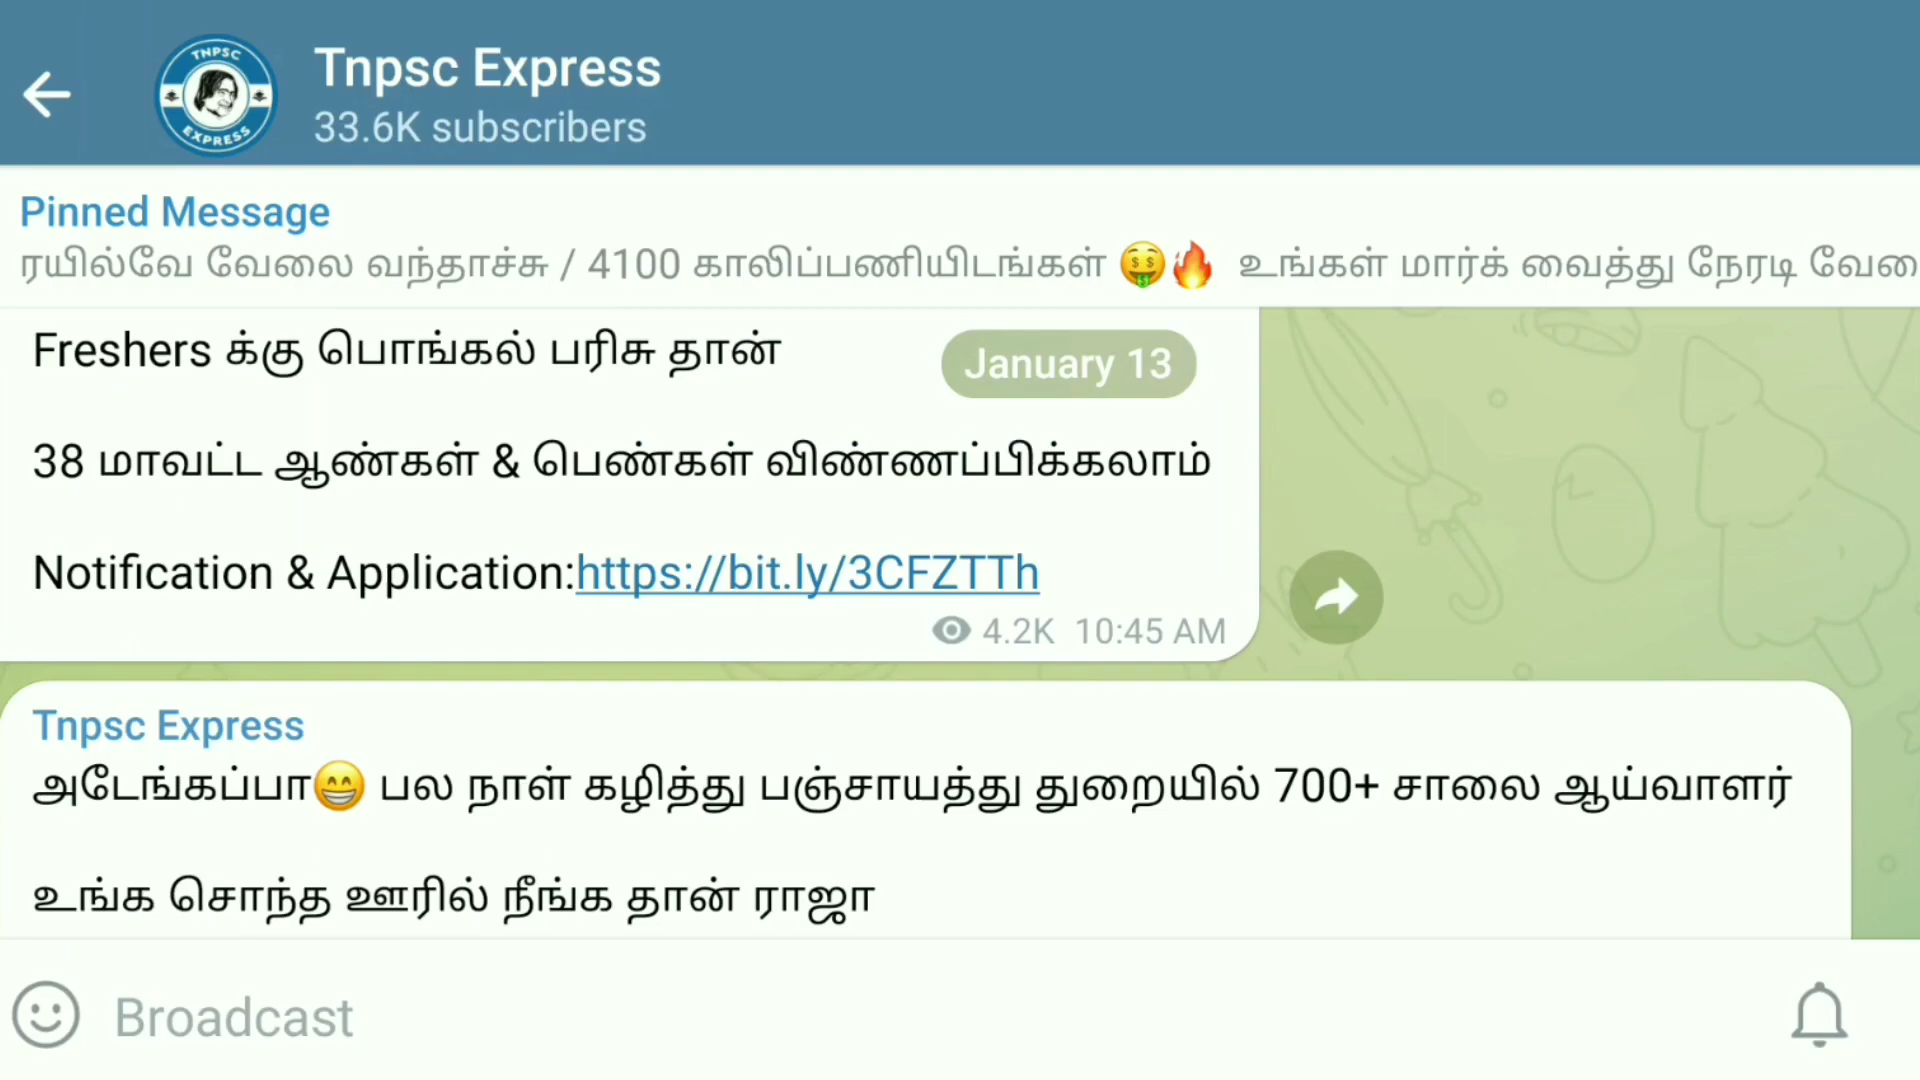 TNPSC
EXPRESS
Tnpsc Express
33.6K subscribers
Pinned Message
ரயில்வே வேலை வந்தாச்சு / 4100 காலிப்பணியிடங்கள் 🤑🔥 உங்கள் மார்க் வைத்து நேரடி வேலை
Freshers க்கு பொங்கல் பரிசு தான்
January 13
38 மாவட்ட ஆண்கள் & பெண்கள் விண்ணப்பிக்கலாம்
Notification & Application:https://bit.ly/3CFZTTh
4.2K 10:45 AM
Tnpsc Express
அடேங்கப்பா😁 பல நாள் கழித்து பஞ்சாயத்து துறையில் 700+ சாலை ஆய்வாளர்
உங்க சொந்த ஊரில் நீங்க தான் ராஜா
Broadcast